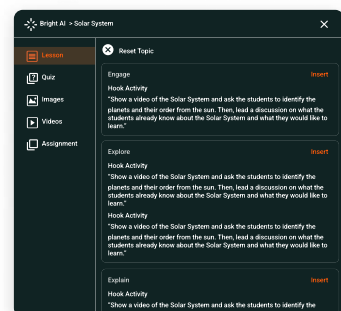 Bright AI > Solar System
Lesson
Quiz
Images
Videos
Assignment
Reset Topic
Engage
Insert
Hook Activity
"Show a video of the Solar System and ask the students to identify the
planets and their order from the sun. Then, lead a discussion on what the
students already know about the Solar System and what they would like to
learn."
Explore
Insert
Hook Activity
"Show a video of the Solar System and ask the students to identify the
planets and their order from the sun. Then, lead a discussion on what the
students already know about the Solar System and what they would like to
learn."
Hook Activity
"Show a video of the Solar System and ask the students to identify the
planets and their order from the sun. Then, lead a discussion on what the
students already know about the Solar System and what they would like to
learn."
Explain
Insert
Hook Activity
"Show a video of the Solar System and ask the students to identify the